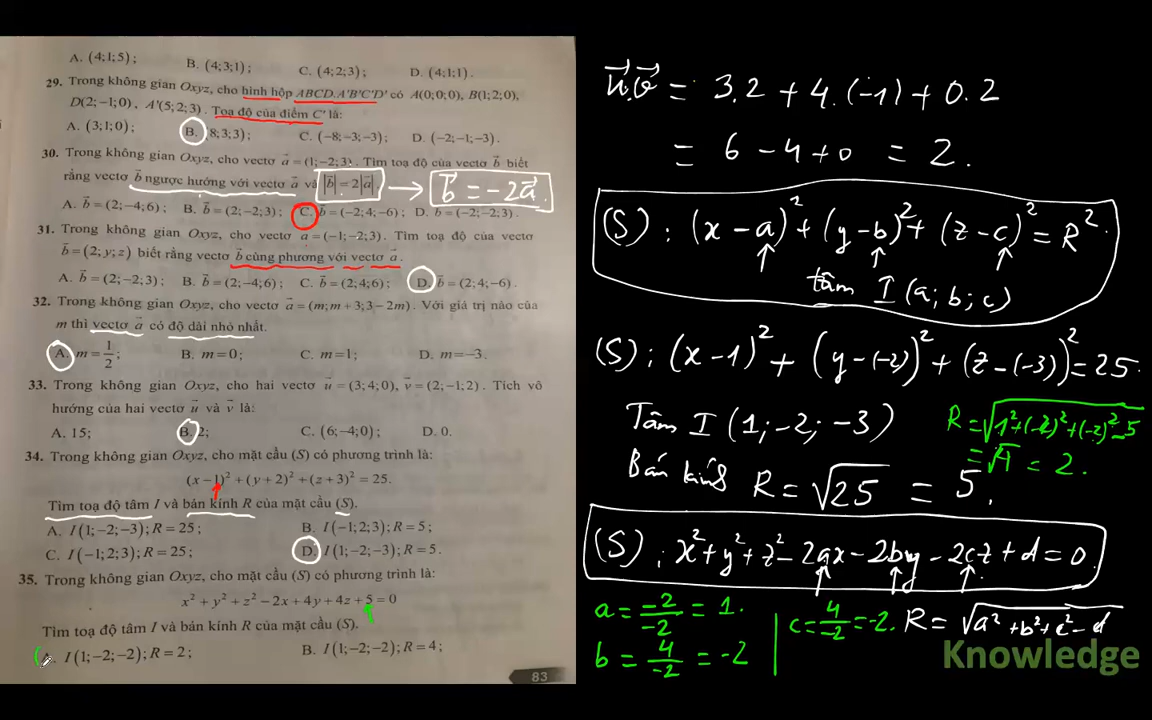 A. (4;1;5);
B. (4;3;1);
C. (4;2;3);
D. (4;1;1).
29. Trong không gian Oxyz, cho hình hộp ABCD.A'B'C'D' có A(0;0;0), B(1;2;0),
D(2;−1;0), A'(5;2;3). Toạ độ của điểm C' là:
A. (3;1;0);
B. (8;3;3);
C. (−8;−3;−3);
D. (−2;−1;−3).
30. Trong không gian Oxyz, cho vectơ a⃗ = (1;−2;3). Tìm toạ độ của vectơ b⃗ biết
rằng vectơ b⃗ ngược hướng với vectơ a⃗ và |b⃗| = 2|a⃗|. → b⃗ = −2a⃗.
A. b⃗ = (2;−4;6);
B. b⃗ = (2;−2;3);
C. b⃗ = (−2;4;−6);
D. b⃗ = (−2;−2;3).
31. Trong không gian Oxyz, cho vectơ a⃗ = (−1;−2;3). Tìm toạ độ của vectơ
b⃗ = (2;y;z) biết rằng vectơ b⃗ cùng phương với vectơ a⃗.
A. b⃗ = (2;−2;3);
B. b⃗ = (2;−4;6);
C. b⃗ = (2;4;6);
D. b⃗ = (2;4;−6).
32. Trong không gian Oxyz, cho vectơ a⃗ = (m;m+3;3−2m). Với giá trị nào của
m thì vectơ a⃗ có độ dài nhỏ nhất.
A. m = 1/2;
B. m = 0;
C. m = 1;
D. m = −3.
33. Trong không gian Oxyz, cho hai vectơ u⃗ = (3;4;0), v⃗ = (2;−1;2). Tích vô
hướng của hai vectơ u⃗ và v⃗ là:
A. 15;
B. 2;
C. (6;−4;0);
D. 0.
34. Trong không gian Oxyz, cho mặt cầu (S) có phương trình là:
(x−1)² + (y+2)² + (z+3)² = 25.
Tìm toạ độ tâm I và bán kính R của mặt cầu (S).
A. I(1;−2;−3); R = 25;
B. I(−1;2;3); R = 5;
C. I(−1;2;3); R = 25;
D. I(1;−2;−3); R = 5.
35. Trong không gian Oxyz, cho mặt cầu (S) có phương trình là:
x² + y² + z² − 2x + 4y + 4z + 5 = 0
Tìm toạ độ tâm I và bán kính R của mặt cầu (S).
A. I(1;−2;−2); R = 2;
B. I(1;−2;−2); R = 4;
83
u⃗.v⃗ = 3.2 + 4.(−1) + 0.2
= 6 − 4 + 0 = 2.
(S): (x − a)² + (y − b)² + (z − c)² = R².
tâm I(a; b; c)
(S): (x − 1)² + (y − (−2))² + (z − (−3))² = 25.
Tâm I(1; −2; −3)
Bán kính R = √25 = 5.
R = √(1² + (−2)² + (−2)² − 5)
= √4 = 2.
(S): x² + y² + z² − 2ax − 2by − 2cz + d = 0.
a = −2/−2 = 1.
b = 4/−2 = −2
c = 4/−2 = −2.
R = √(a² + b² + c² − d)
Knowledge